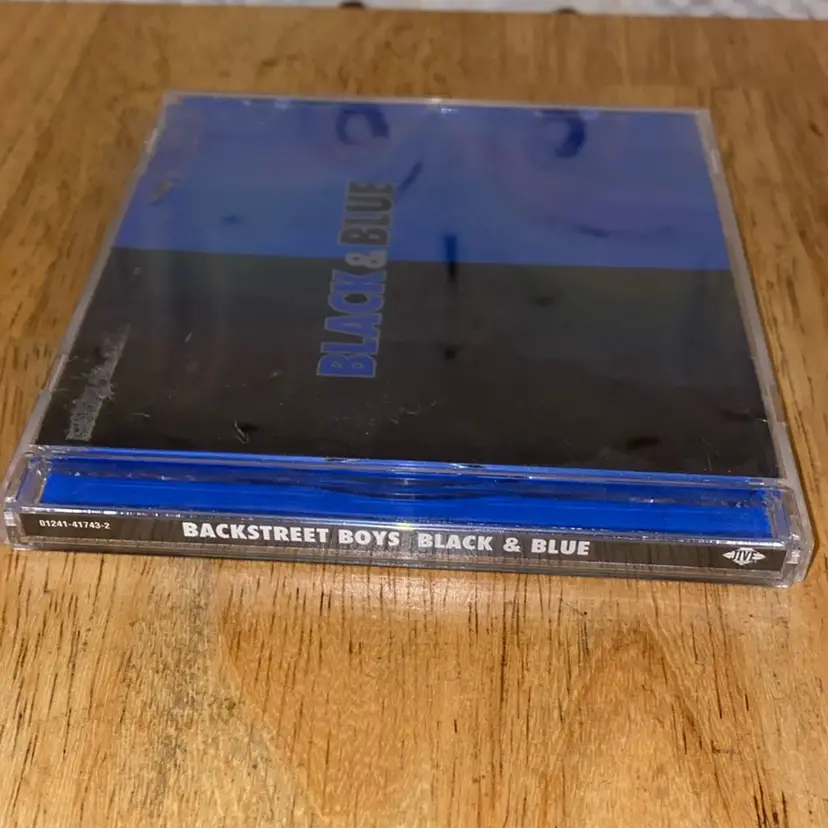 BLACK & BLUE
01241-41743-2
BACKSTREET BOYS BLACK & BLUE
JIVE